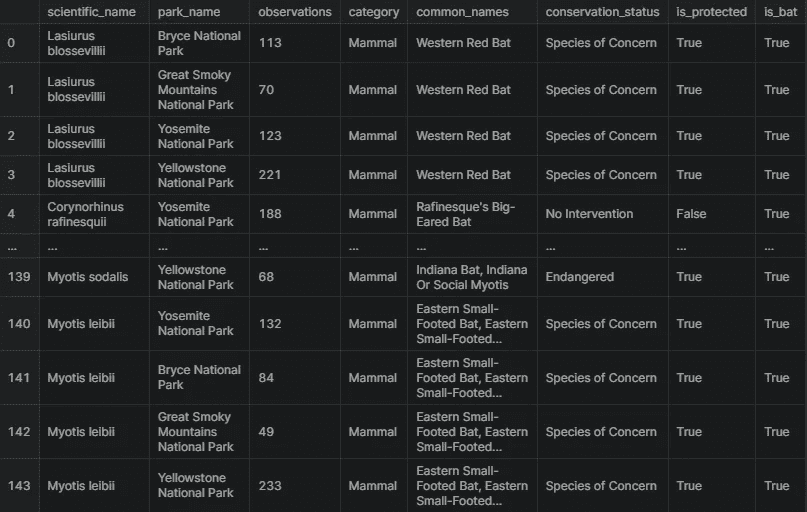 scientific_name park_name observations category common_names conservation_status is_protected is_bat
0 Lasiurus blossevillii Bryce National Park 113 Mammal Western Red Bat Species of Concern True True
1 Lasiurus blossevillii Great Smoky Mountains National Park 70 Mammal Western Red Bat Species of Concern True True
2 Lasiurus blossevillii Yosemite National Park 123 Mammal Western Red Bat Species of Concern True True
3 Lasiurus blossevillii Yellowstone National Park 221 Mammal Western Red Bat Species of Concern True True
4 Corynorhinus rafinesquii Yosemite National Park 188 Mammal Rafinesque's Big-Eared Bat No Intervention False True
... ... ... ... ... ... ... ... ...
139 Myotis sodalis Yellowstone National Park 68 Mammal Indiana Bat, Indiana Or Social Myotis Endangered True True
140 Myotis leibii Yosemite National Park 132 Mammal Eastern Small-Footed Bat, Eastern Small-Footed... Species of Concern True True
141 Myotis leibii Bryce National Park 84 Mammal Eastern Small-Footed Bat, Eastern Small-Footed... Species of Concern True True
142 Myotis leibii Great Smoky Mountains National Park 49 Mammal Eastern Small-Footed Bat, Eastern Small-Footed... Species of Concern True True
143 Myotis leibii Yellowstone National Park 233 Mammal Eastern Small-Footed Bat, Eastern Small-Footed... Species of Concern True True